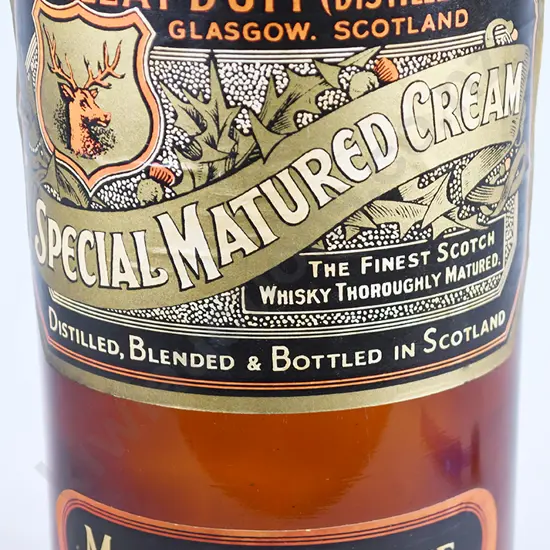 GLASGOW. SCOTLAND
SPECIAL MATURED CREAM
THE FINEST SCOTCH
WHISKY THOROUGHLY MATURED.
DISTILLED, BLENDED & BOTTLED IN SCOTLAND